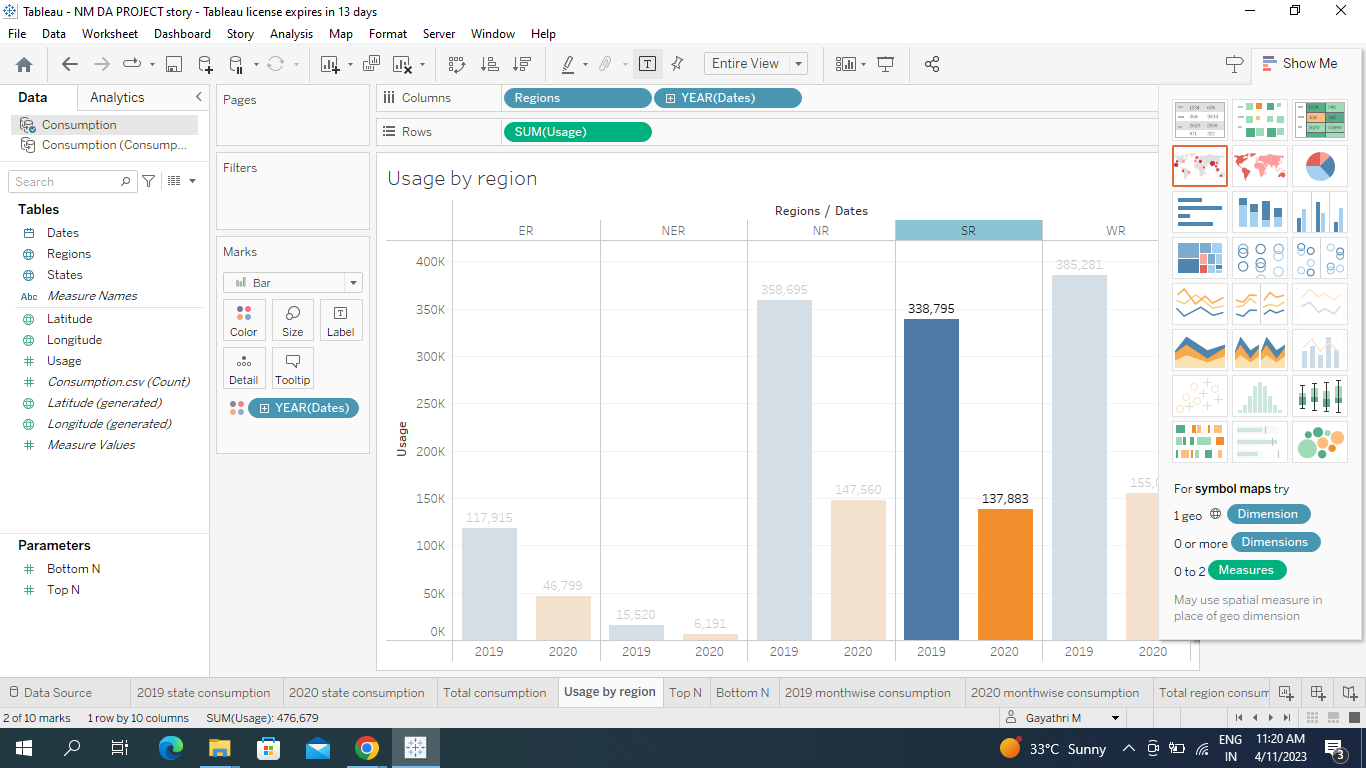 Tableau - NM DA PROJECT story - Tableau license expires in 13 days
File Data Worksheet Dashboard Story Analysis Map Format Server Window Help
Entire View
Show Me
Data Analytics
Consumption
Consumption (Consump...
Search
Tables
Dates
Regions
States
Abc Measure Names
Latitude
Longitude
Usage
Consumption.csv (Count)
Latitude (generated)
Longitude (generated)
Measure Values
Parameters
Bottom N
Top N
Pages
Filters
Marks
Bar
Color Size Label
Detail Tooltip
YEAR(Dates)
Columns Regions YEAR(Dates)
Rows SUM(Usage)
Usage by region
Regions / Dates
ER NER NR SR WR
Usage
400K
350K
300K
250K
200K
150K
100K
50K
0K
117,915
46,799
15,520
6,191
358,695
147,560
338,795
137,883
385,281
2019 2020 2019 2020 2019 2020 2019 2020 2019 2020
For symbol maps try
1 geo Dimension
0 or more Dimensions
0 to 2 Measures
May use spatial measure in
place of geo dimension
Data Source 2019 state consumption 2020 state consumption Total consumption Usage by region Top N Bottom N 2019 monthwise consumption 2020 monthwise consumption Total region consum
2 of 10 marks 1 row by 10 columns SUM(Usage): 476,679
Gayathri M
33°C Sunny
ENG
IN
11:20 AM
4/11/2023
3